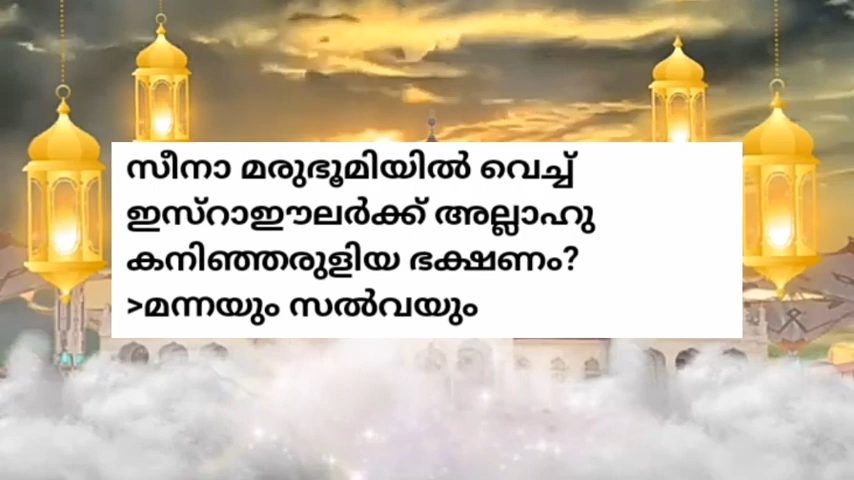 സീനാ മരുഭൂമിയിൽ വെച്ച്
ഇസ്റാഈലർക്ക് അല്ലാഹു
കനിഞ്ഞരുളിയ ഭക്ഷണം?
>മന്നയും സൽവയും